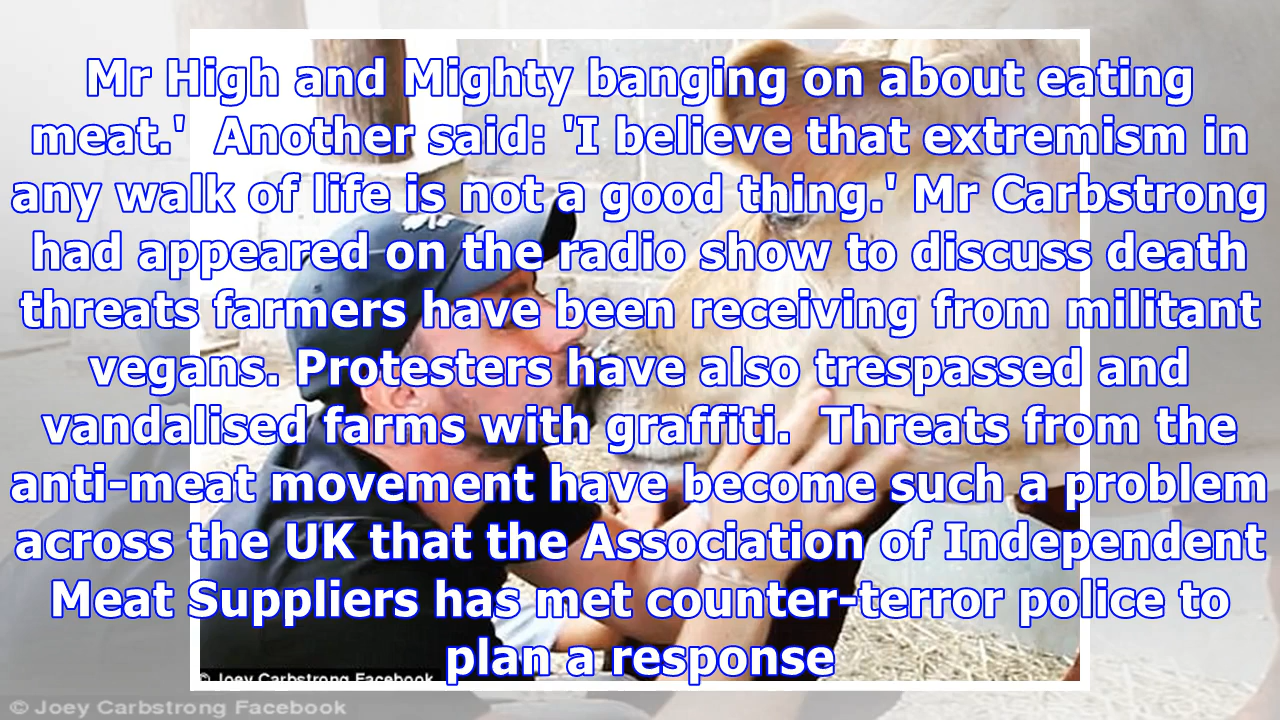 Mr High and Mighty banging on about eating
meat.'  Another said: 'I believe that extremism in
any walk of life is not a good thing.' Mr Carbstrong
had appeared on the radio show to discuss death
threats farmers have been receiving from militant
vegans. Protesters have also trespassed and
vandalised farms with graffiti.  Threats from the
anti-meat movement have become such a problem
across the UK that the Association of Independent
Meat Suppliers has met counter-terror police to
plan a response
© Joey Carbstrong Facebook
© Joey Carbstrong Facebook